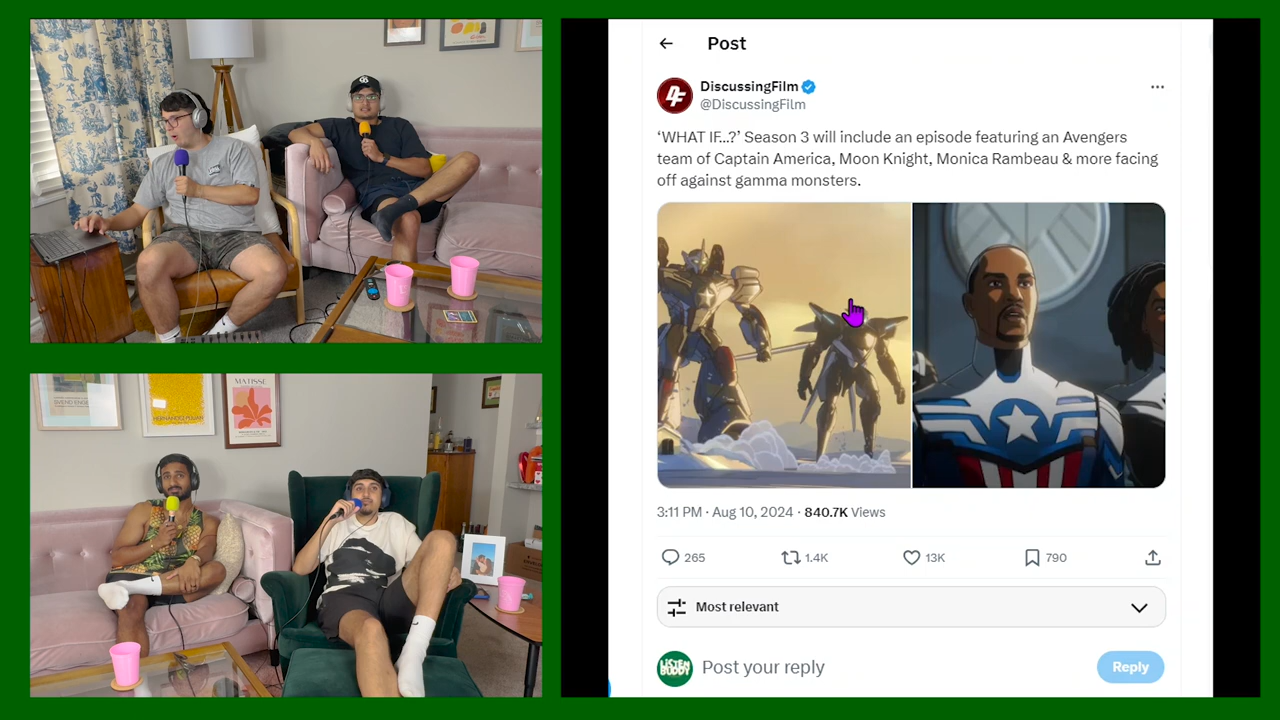 MATISSE
Post
DiscussingFilm
@DiscussingFilm
‘WHAT IF...?’ Season 3 will include an episode featuring an Avengers
team of Captain America, Moon Knight, Monica Rambeau & more facing
off against gamma monsters.
3:11 PM · Aug 10, 2024 · 840.7K Views
265
1.4K
13K
790
Most relevant
LISTEN
BUDDY
Post your reply
Reply